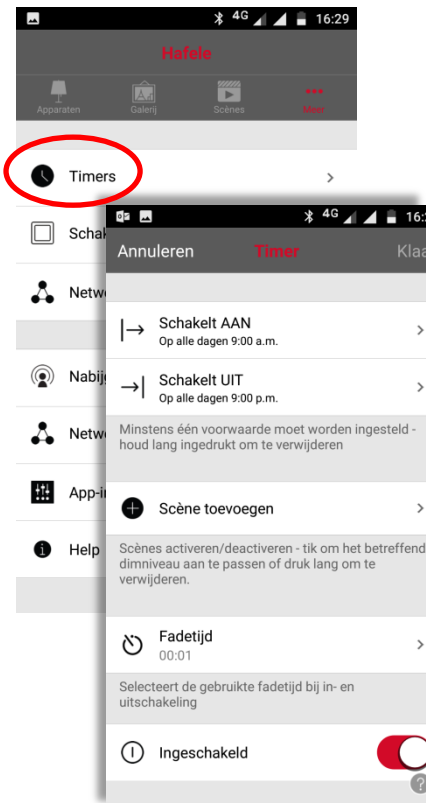 4G 16:29
Hafele
Apparaten Galerij Scènes Meer
Timers
Schak
Netw
Nabij
Netw
App-i
Help
4G 16:2
Annuleren Timer Klaa
Schakelt AAN
Op alle dagen 9:00 a.m.
Schakelt UIT
Op alle dagen 9:00 p.m.
Minstens één voorwaarde moet worden ingesteld -
houd lang ingedrukt om te verwijderen
Scène toevoegen
Scènes activeren/deactiveren - tik om het betreffend
dimniveau aan te passen of druk lang om te
verwijderen.
Fadetijd
00:01
Selecteert de gebruikte fadetijd bij in- en
uitschakeling
Ingeschakeld
?